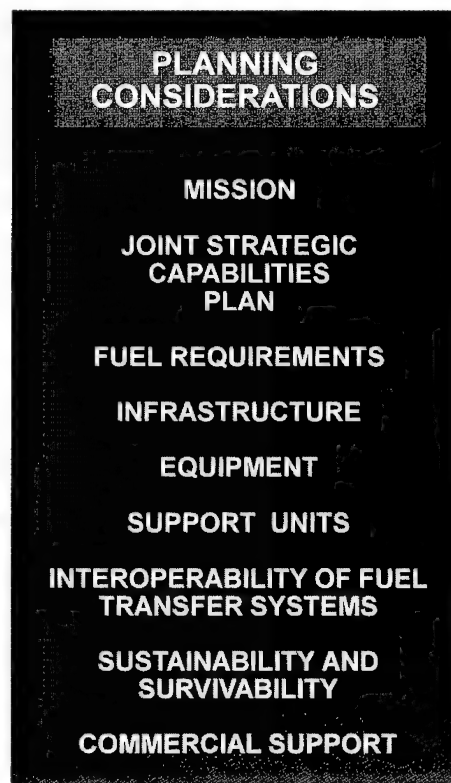 PLANNING
CONSIDERATIONS
MISSION
JOINT STRATEGIC
CAPABILITIES
PLAN
FUEL REQUIREMENTS
INFRASTRUCTURE
EQUIPMENT
SUPPORT UNITS
INTEROPERABILITY OF FUEL
TRANSFER SYSTEMS
SUSTAINABILITY AND
SURVIVABILITY
COMMERCIAL SUPPORT